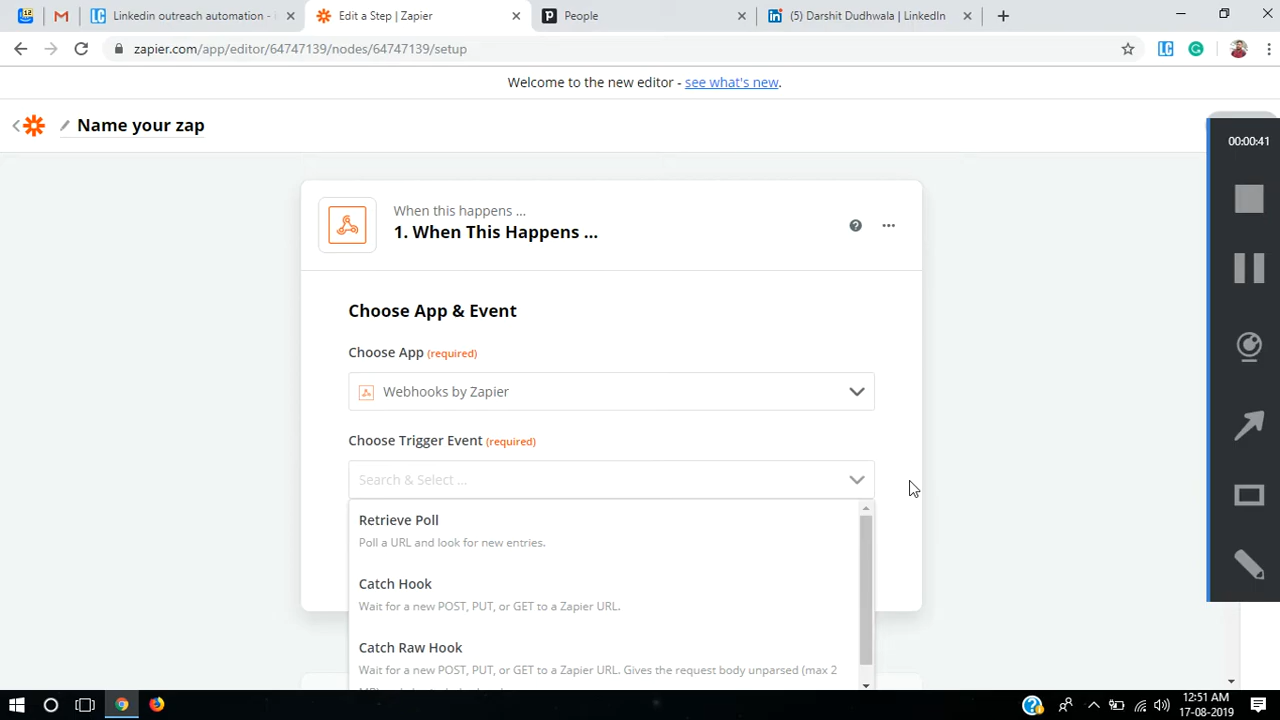 Linkedin outreach automation -
Edit a Step | Zapier
People
(5) Darshit Dudhwala | LinkedIn
zapier.com/app/editor/64747139/nodes/64747139/setup
Welcome to the new editor - see what's new.
Name your zap
00:00:41
When this happens ...
1. When This Happens ...
Choose App & Event
Choose App (required)
Webhooks by Zapier
Choose Trigger Event (required)
Search & Select ...
Retrieve Poll
Poll a URL and look for new entries.
Catch Hook
Wait for a new POST, PUT, or GET to a Zapier URL.
Catch Raw Hook
Wait for a new POST, PUT, or GET to a Zapier URL. Gives the request body unparsed (max 2
12:51 AM
17-08-2019